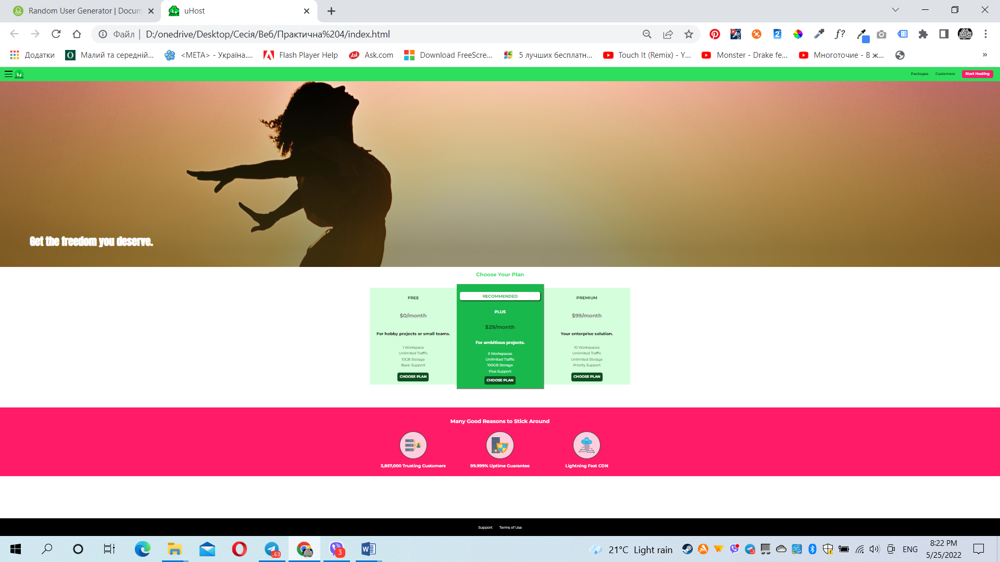 Random User Generator | Docum
uHost
Файл
D:/onedrive/Desktop/Сесія/Веб/Практична%204/index.html
Додатки
Малий та середній...
<META> - Україна....
Flash Player Help
Ask.com
Download FreeScre...
5 лучших бесплатн...
Touch It (Remix) - Y...
Monster - Drake fe...
Многоточие - В ж...
Packages
Customers
Start Hosting
Get the freedom you deserve.
Choose Your Plan
FREE
$0/month
For hobby projects or small teams.
1 Workspace
Unlimited Traffic
10GB Storage
Basic Support
CHOOSE PLAN
RECOMMENDED
PLUS
$29/month
For ambitious projects.
5 Workspaces
Unlimited Traffic
100GB Storage
Plus Support
CHOOSE PLAN
PREMIUM
$99/month
Your enterprise solution.
10 Workspaces
Unlimited Traffic
Unlimited Storage
Priority Support
CHOOSE PLAN
Many Good Reasons to Stick Around
3,857,000 Trusting Customers
99.999% Uptime Guarantee
Lightning Fast CDN
Support
Terms of Use
21°C Light rain
ENG
8:22 PM
5/25/2022